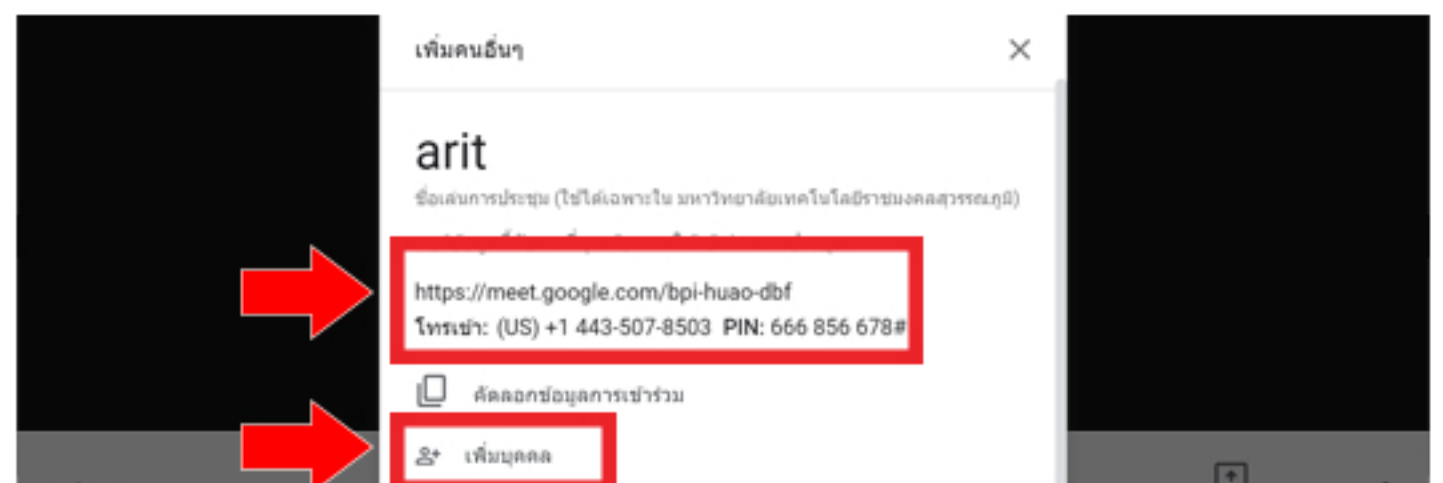 เพิ่มคนอื่นๆ
arit
ชื่อเล่นการประชุม (ใช้ได้เฉพาะใน มหาวิทยาลัยเทคโนโลยีราชมงคลสุวรรณภูมิ)
https://meet.google.com/bpi-huao-dbf
โทรเข้า: (US) +1 443-507-8503 PIN: 666 856 678#
คัดลอกข้อมูลการเข้าร่วม
เพิ่มบุคคล